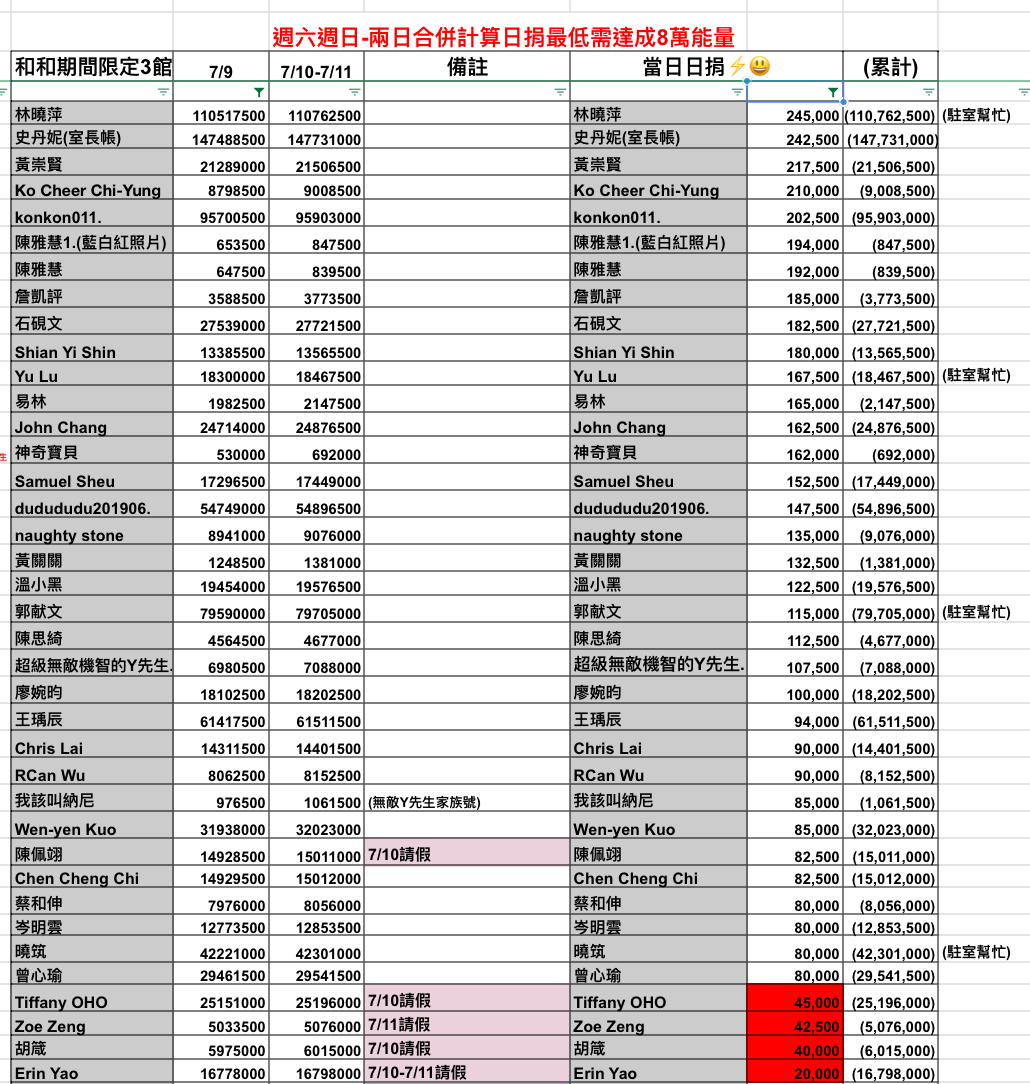 週六週日-兩日合併計算日捐最低需達成8萬能量
和和期間限定3館 7/9 7/10-7/11 備註 當日日捐⚡😃 (累計)
林曉萍 110517500 110762500 林曉萍 245,000 (110,762,500) (駐室幫忙)
史丹妮(室長帳) 147488500 147731000 史丹妮(室長帳) 242,500 (147,731,000)
黃崇賢 21289000 21506500 黃崇賢 217,500 (21,506,500)
Ko Cheer Chi-Yung 8798500 9008500 Ko Cheer Chi-Yung 210,000 (9,008,500)
konkon011. 95700500 95903000 konkon011. 202,500 (95,903,000)
陳雅慧1.(藍白紅照片) 653500 847500 陳雅慧1.(藍白紅照片) 194,000 (847,500)
陳雅慧 647500 839500 陳雅慧 192,000 (839,500)
詹凱評 3588500 3773500 詹凱評 185,000 (3,773,500)
石硯文 27539000 27721500 石硯文 182,500 (27,721,500)
Shian Yi Shin 13385500 13565500 Shian Yi Shin 180,000 (13,565,500)
Yu Lu 18300000 18467500 Yu Lu 167,500 (18,467,500) (駐室幫忙)
易林 1982500 2147500 易林 165,000 (2,147,500)
John Chang 24714000 24876500 John Chang 162,500 (24,876,500)
生 神奇寶貝 530000 692000 神奇寶貝 162,000 (692,000)
Samuel Sheu 17296500 17449000 Samuel Sheu 152,500 (17,449,000)
dudududu201906. 54749000 54896500 dudududu201906. 147,500 (54,896,500)
naughty stone 8941000 9076000 naughty stone 135,000 (9,076,000)
黃關關 1248500 1381000 黃關關 132,500 (1,381,000)
溫小黑 19454000 19576500 溫小黑 122,500 (19,576,500)
郭献文 79590000 79705000 郭献文 115,000 (79,705,000) (駐室幫忙)
陳思綺 4564500 4677000 陳思綺 112,500 (4,677,000)
超級無敵機智的Y先生. 6980500 7088000 超級無敵機智的Y先生. 107,500 (7,088,000)
廖婉昀 18102500 18202500 廖婉昀 100,000 (18,202,500)
王瑀辰 61417500 61511500 王瑀辰 94,000 (61,511,500)
Chris Lai 14311500 14401500 Chris Lai 90,000 (14,401,500)
RCan Wu 8062500 8152500 RCan Wu 90,000 (8,152,500)
我該叫納尼 976500 1061500 (無敵Y先生家族號) 我該叫納尼 85,000 (1,061,500)
Wen-yen Kuo 31938000 32023000 Wen-yen Kuo 85,000 (32,023,000)
陳佩翊 14928500 15011000 7/10請假 陳佩翊 82,500 (15,011,000)
Chen Cheng Chi 14929500 15012000 Chen Cheng Chi 82,500 (15,012,000)
蔡和伸 7976000 8056000 蔡和伸 80,000 (8,056,000)
岑明雲 12773500 12853500 岑明雲 80,000 (12,853,500)
曉筑 42221000 42301000 曉筑 80,000 (42,301,000) (駐室幫忙)
曾心瑜 29461500 29541500 曾心瑜 80,000 (29,541,500)
Tiffany OHO 25151000 25196000 7/10請假 Tiffany OHO 45,000 (25,196,000)
Zoe Zeng 5033500 5076000 7/11請假 Zoe Zeng 42,500 (5,076,000)
胡箴 5975000 6015000 7/10請假 胡箴 40,000 (6,015,000)
Erin Yao 16778000 16798000 7/10-7/11請假 Erin Yao 20,000 (16,798,000)